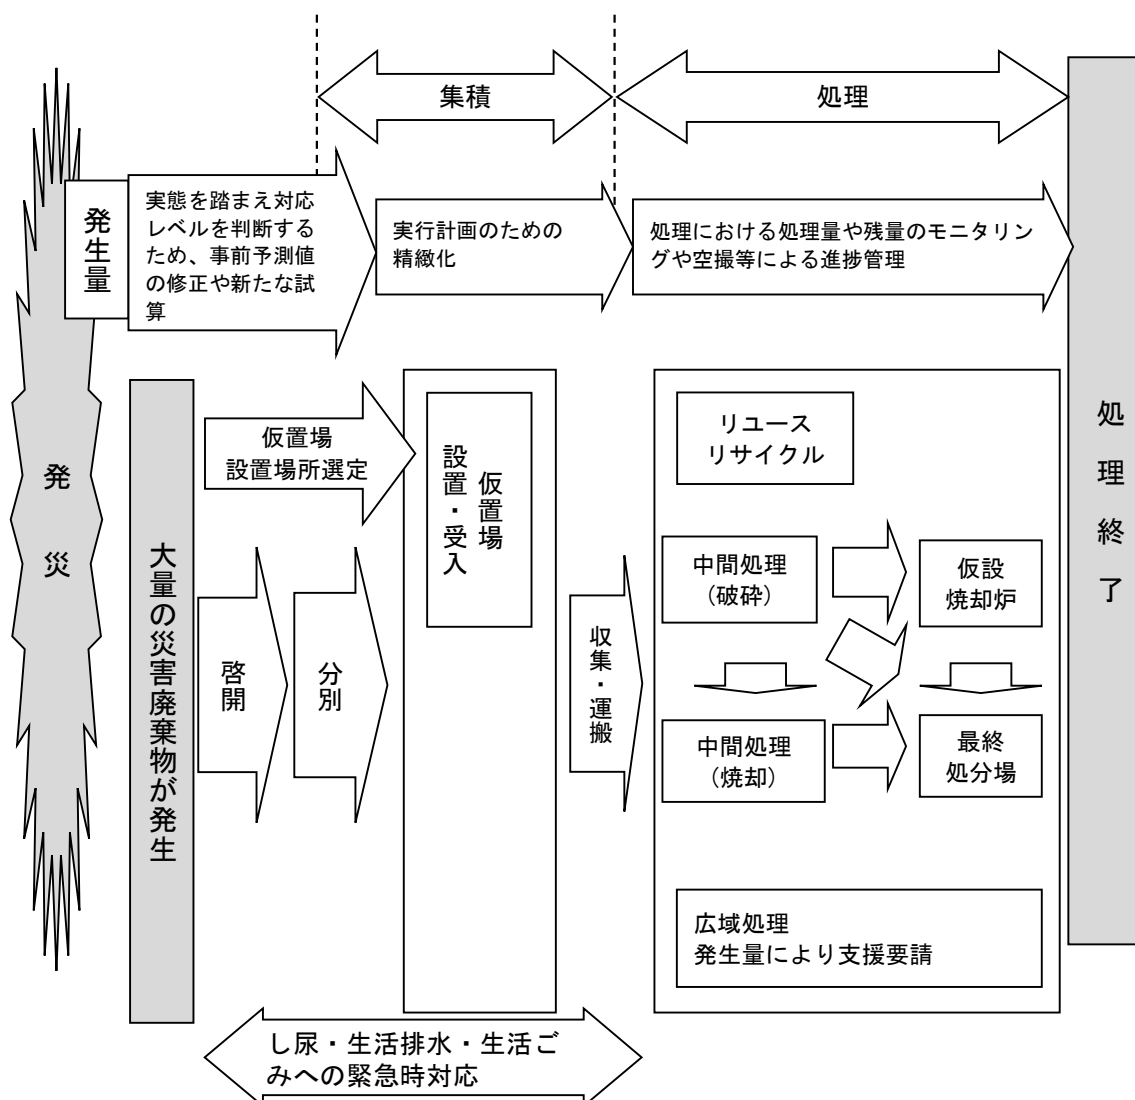 集積
処理
発生量
実態を踏まえ対応
レベルを判断する
ため、事前予測値
の修正や新たな試
算
実行計画のための
精緻化
処理における処理量や残量のモニタリン
グや空撮等による進捗管理
発災
大量の災害廃棄物が発生
仮置場
設置場所選定
啓開
分別
仮置場
設置・受入
収集・運搬
リユース
リサイクル
中間処理
(破砕)
仮設
焼却炉
中間処理
(焼却)
最終
処分場
広域処理
発生量により支援要請
処理終了
し尿・生活排水・生活ご
みへの緊急時対応